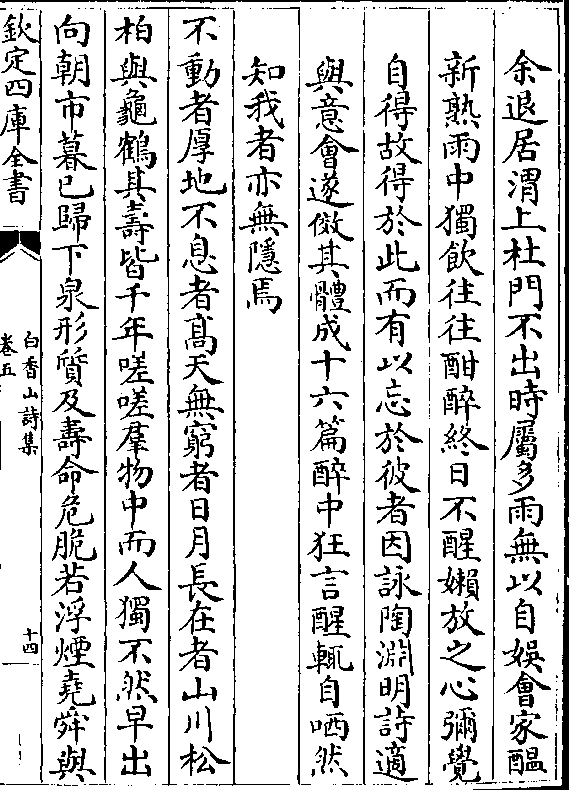 余退居渭上杜門不出時屬多雨無以自娯會家醖
新熟雨中獨飲往往酣醉終日不醒嬾放之心彌覺
自得故得於此而有以忘於彼者因詠陶淵明詩適
與意會遂傚其體成十六篇醉中狂言醒輒自哂然
知我者亦無隱焉
不動者厚地不息者髙天無窮者日月長在者山川松
柏與龜鶴其壽皆千年嗟嗟羣物中而人獨不然早出
向朝市暮已歸下泉形質及壽命危脆若浮煙堯舜與
欽定四庫全書
白香山詩集
卷五
十四